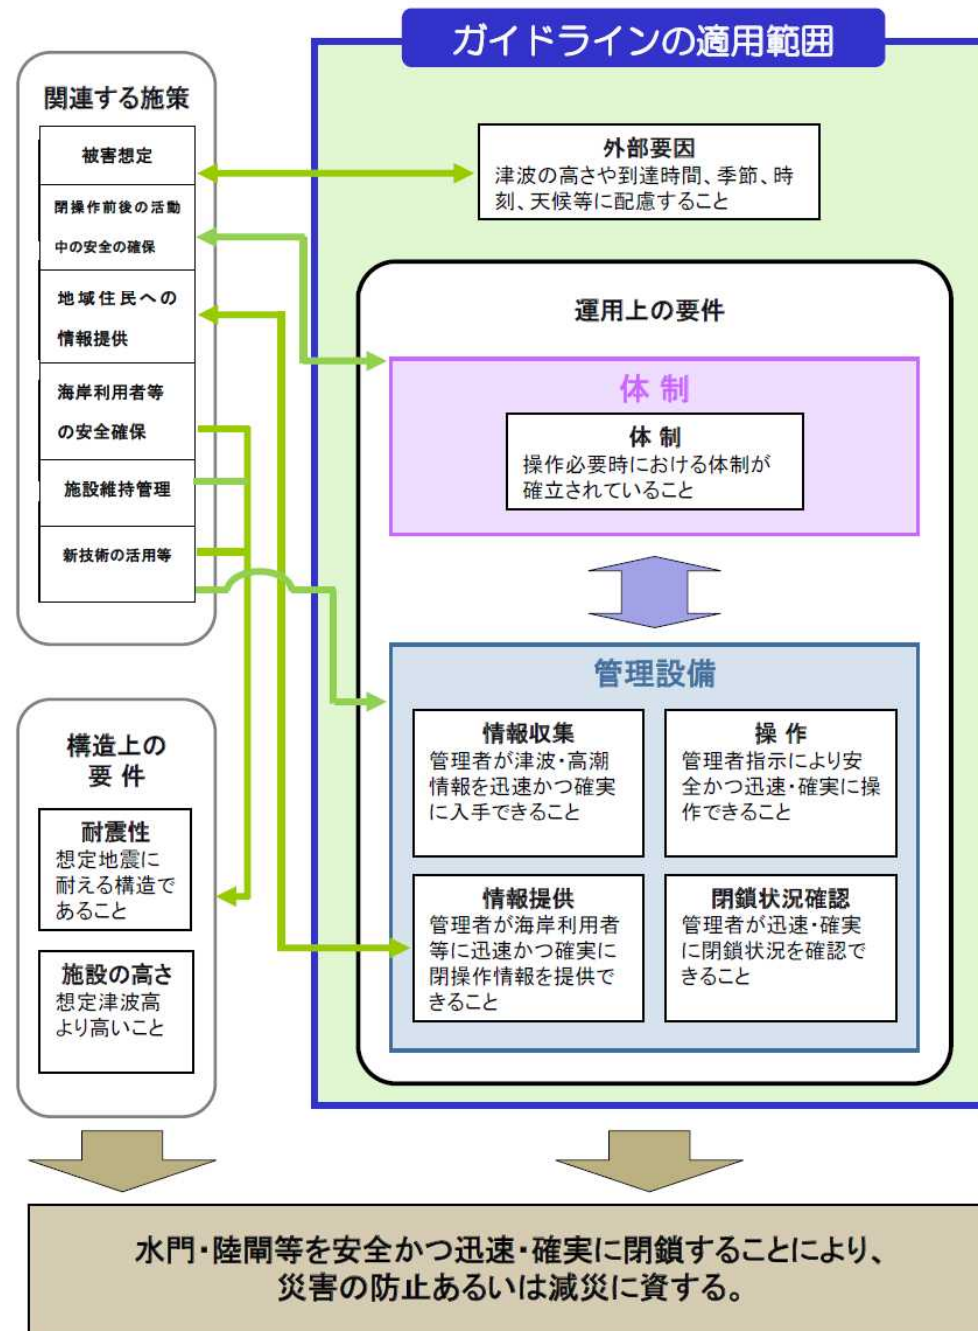 ガイドラインの適用範囲
関連する施策
被害想定
閉操作前後の活動
中の安全の確保
地域住民への
情報提供
海岸利用者等
の安全確保
施設維持管理
新技術の活用等
外部要因
津波の高さや到達時間、季節、時
刻、天候等に配慮すること
運用上の要件
体 制
体 制
操作必要時における体制が
確立されていること
管理設備
情報収集
管理者が津波・高潮
情報を迅速かつ確実
に入手できること
操 作
管理者指示により安
全かつ迅速・確実に操
作できること
情報提供
管理者が海岸利用者
等に迅速かつ確実に
閉操作情報を提供で
きること
閉鎖状況確認
管理者が迅速・確実
に閉鎖状況を確認で
きること
構造上の
要 件
耐震性
想定地震に
耐える構造で
あること
施設の高さ
想定津波高
より高いこと
水門・陸閘等を安全かつ迅速・確実に閉鎖することにより、
災害の防止あるいは減災に資する。